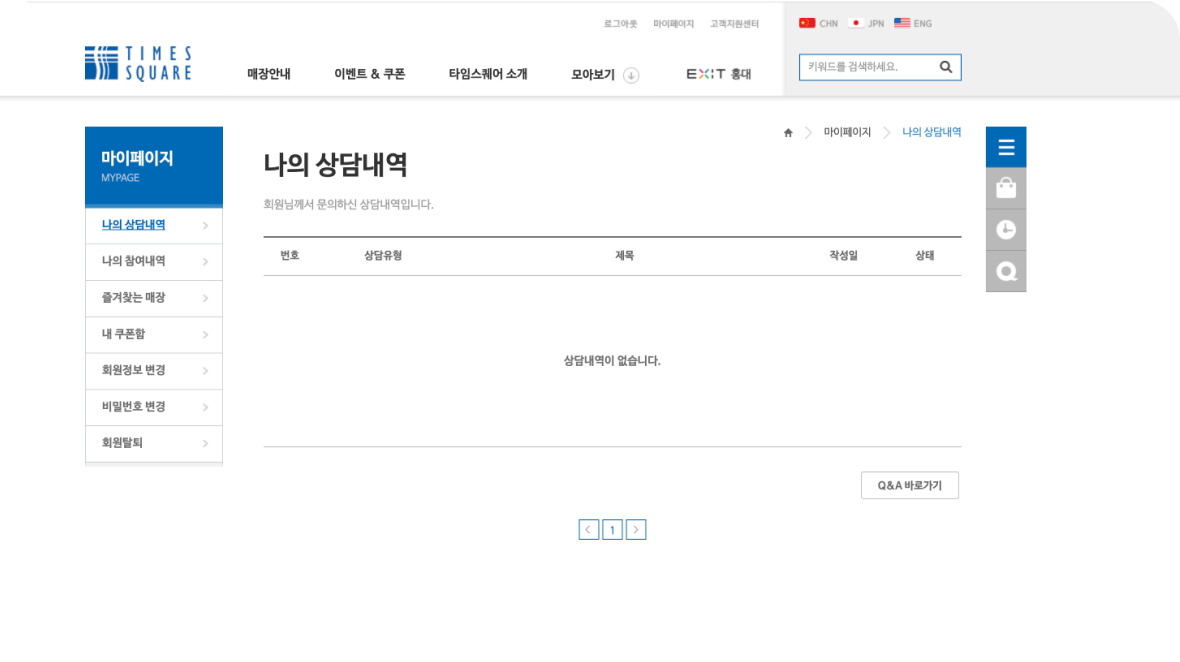 로그아웃 마이페이지 고객지원센터 CHN JPN ENG
TIMES
SQUARE
매장안내 이벤트 & 쿠폰 타임스퀘어 소개 모아보기 EXIT 홍대
키워드를 검색하세요.
마이페이지 나의 상담내역
마이페이지
MYPAGE
나의 상담내역
나의 참여내역
즐겨찾는 매장
내 쿠폰함
회원정보 변경
비밀번호 변경
회원탈퇴
나의 상담내역
회원님께서 문의하신 상담내역입니다.
번호 상담유형 제목 작성일 상태
상담내역이 없습니다.
Q&A 바로가기
< 1 >